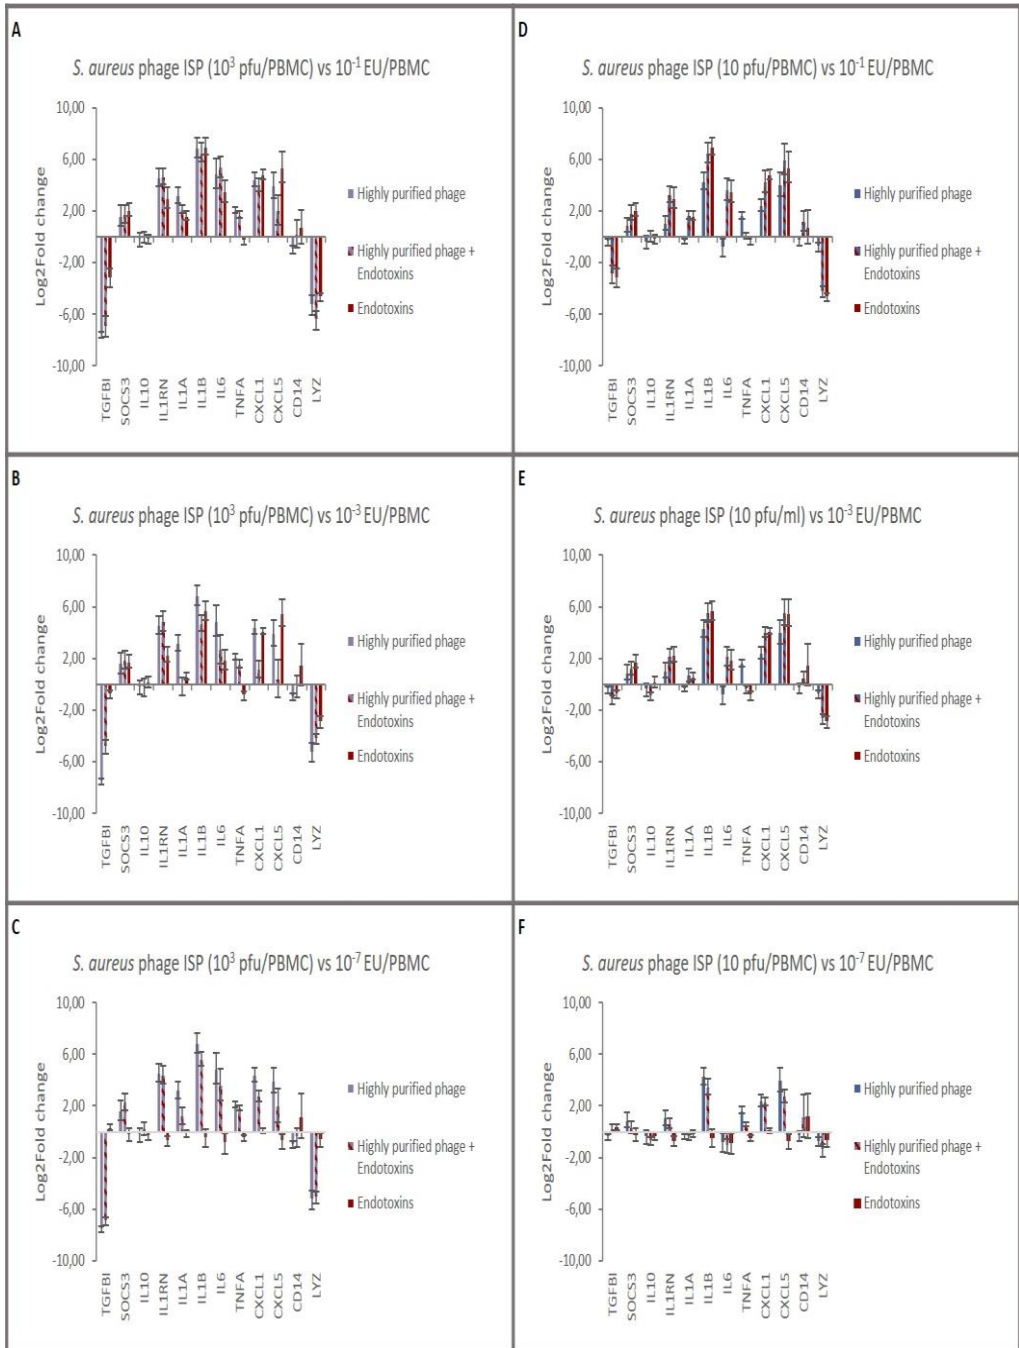 A
S. aureus phage ISP (10³ pfu/PBMC) vs 10⁻¹ EU/PBMC
Log2Fold change
10,00
6,00
2,00
-2,00
-6,00
-10,00
TGFBI
SOCS3
IL10
IL1RN
IL1A
IL1B
IL6
TNFA
CXCL1
CXCL5
CD14
LYZ
Highly purified phage
Highly purified phage +
Endotoxins
Endotoxins
B
S. aureus phage ISP (10³ pfu/PBMC) vs 10⁻³ EU/PBMC
Log2Fold change
10,00
6,00
2,00
-2,00
-6,00
-10,00
TGFBI
SOCS3
IL10
IL1RN
IL1A
IL1B
IL6
TNFA
CXCL1
CXCL5
CD14
LYZ
Highly purified phage
Highly purified phage +
Endotoxins
Endotoxins
C
S. aureus phage ISP (10³ pfu/PBMC) vs 10⁻⁷ EU/PBMC
Log2Fold change
10,00
6,00
2,00
-2,00
-6,00
-10,00
TGFBI
SOCS3
IL10
IL1RN
IL1A
IL1B
IL6
TNFA
CXCL1
CXCL5
CD14
LYZ
Highly purified phage
Highly purified phage +
Endotoxins
Endotoxins
D
S. aureus phage ISP (10 pfu/PBMC) vs 10⁻¹ EU/PBMC
Log2Fold change
10,00
6,00
2,00
-2,00
-6,00
-10,00
TGFBI
SOCS3
IL10
IL1RN
IL1A
IL1B
IL6
TNFA
CXCL1
CXCL5
CD14
LYZ
Highly purified phage
Highly purified phage +
Endotoxins
Endotoxins
E
S. aureus phage ISP (10 pfu/ml) vs 10⁻³ EU/PBMC
Log2Fold change
10,00
6,00
2,00
-2,00
-6,00
-10,00
TGFBI
SOCS3
IL10
IL1RN
IL1A
IL1B
IL6
TNFA
CXCL1
CXCL5
CD14
LYZ
Highly purified phage
Highly purified phage +
Endotoxins
Endotoxins
F
S. aureus phage ISP (10 pfu/PBMC) vs 10⁻⁷ EU/PBMC
Log2Fold change
10,00
6,00
2,00
-2,00
-6,00
-10,00
TGFBI
SOCS3
IL10
IL1RN
IL1A
IL1B
IL6
TNFA
CXCL1
CXCL5
CD14
LYZ
Highly purified phage
Highly purified phage +
Endotoxins
Endotoxins